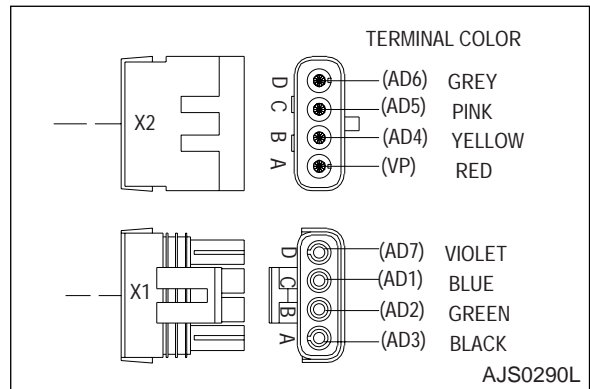 TERMINAL COLOR
X2
D (AD6) GREY
C (AD5) PINK
B (AD4) YELLOW
A (VP) RED
X1
D (AD7) VIOLET
C (AD1) BLUE
B (AD2) GREEN
A (AD3) BLACK
AJS0290L